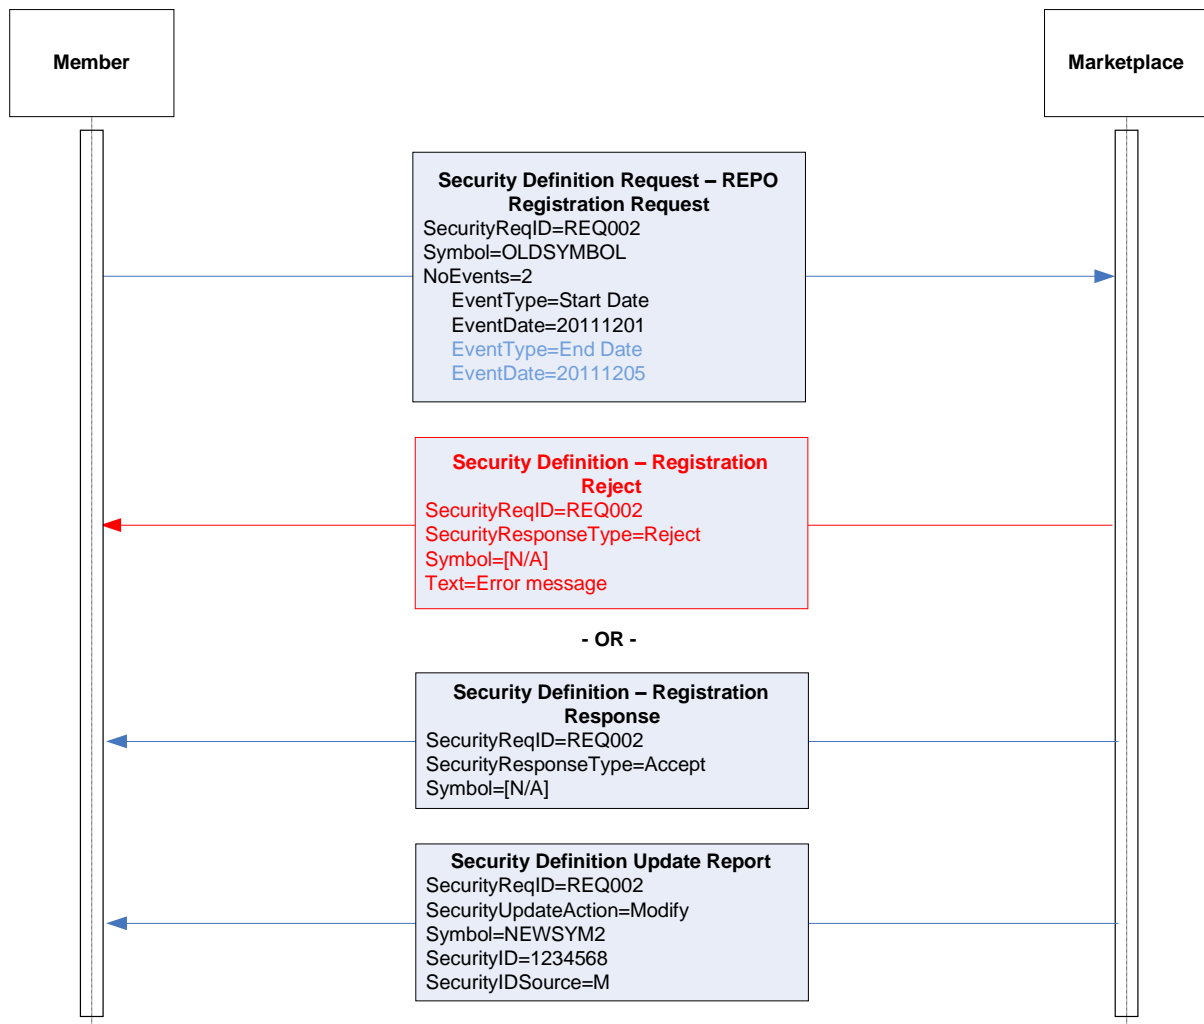 Member
Marketplace
Security Definition Request – REPO
Registration Request
SecurityReqID=REQ002
Symbol=OLDSYMBOL
NoEvents=2
EventType=Start Date
EventDate=20111201
EventType=End Date
EventDate=20111205
Security Definition – Registration
Reject
SecurityReqID=REQ002
SecurityResponseType=Reject
Symbol=[N/A]
Text=Error message
- OR -
Security Definition – Registration
Response
SecurityReqID=REQ002
SecurityResponseType=Accept
Symbol=[N/A]
Security Definition Update Report
SecurityReqID=REQ002
SecurityUpdateAction=Modify
Symbol=NEWSYM2
SecurityID=1234568
SecurityIDSource=M